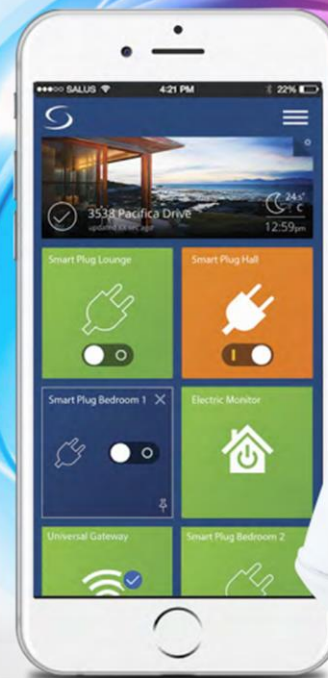 SALUS 4:21 PM 22%
3538 Pacifica Drive
24.5° C
12:59pm
Smart Plug Lounge
Smart Plug Hall
Smart Plug Bedroom 1
Electric Monitor
Universal Gateway
Smart Plug Bedroom 2